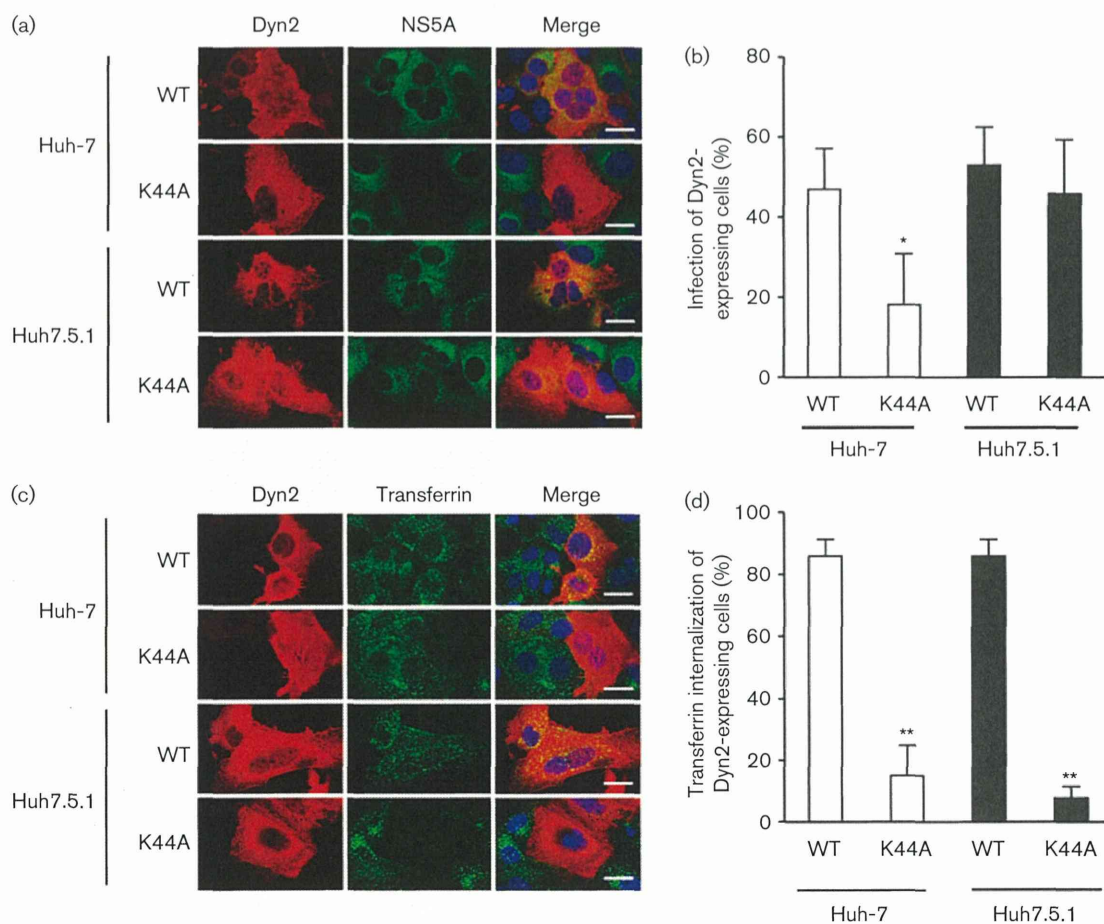 (a)
Dyn2 NS5A Merge
Huh-7
WT
K44A
Huh7.5.1
WT
K44A
(b)
Infection of Dyn2-
expressing cells (%)
80
60
40
20
0
*
WT K44A WT K44A
Huh-7 Huh7.5.1
(c)
Dyn2 Transferrin Merge
Huh-7
WT
K44A
Huh7.5.1
WT
K44A
(d)
Transferrin internalization of
Dyn2-expressing cells (%)
100
80
60
40
20
0
** **
WT K44A WT K44A
Huh-7 Huh7.5.1